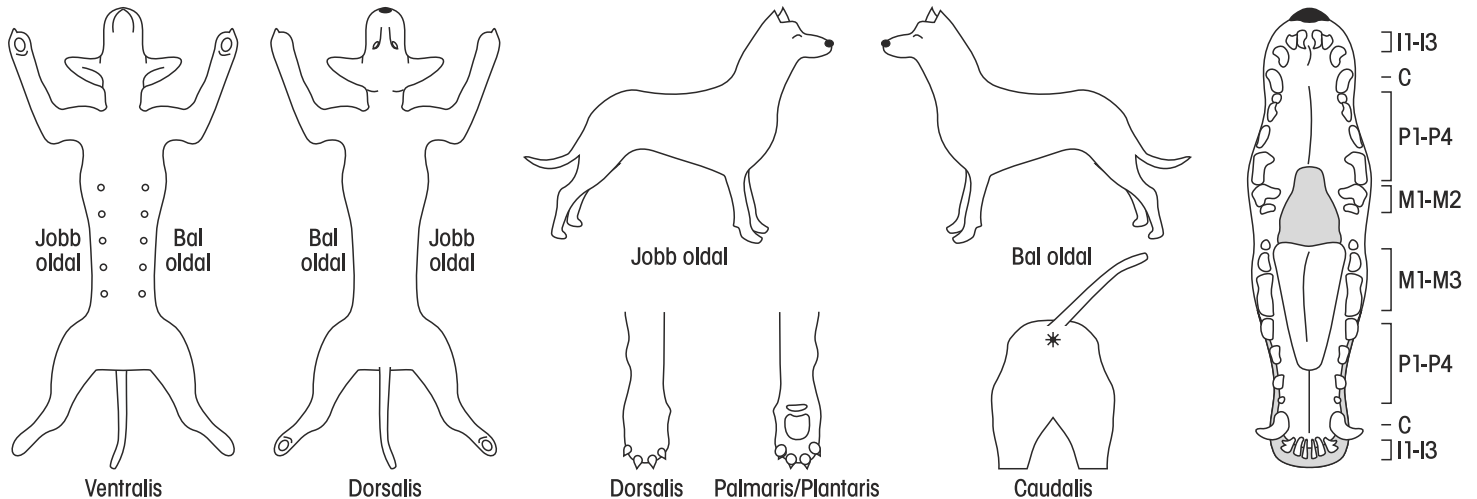 Jobb
oldal
Bal
oldal
Ventralis
Bal
oldal
Jobb
oldal
Dorsalis
Jobb oldal
Bal oldal
Dorsalis
Palmaris/Plantaris
Caudalis
I1-I3
C
P1-P4
M1-M2
M1-M3
P1-P4
C
I1-I3